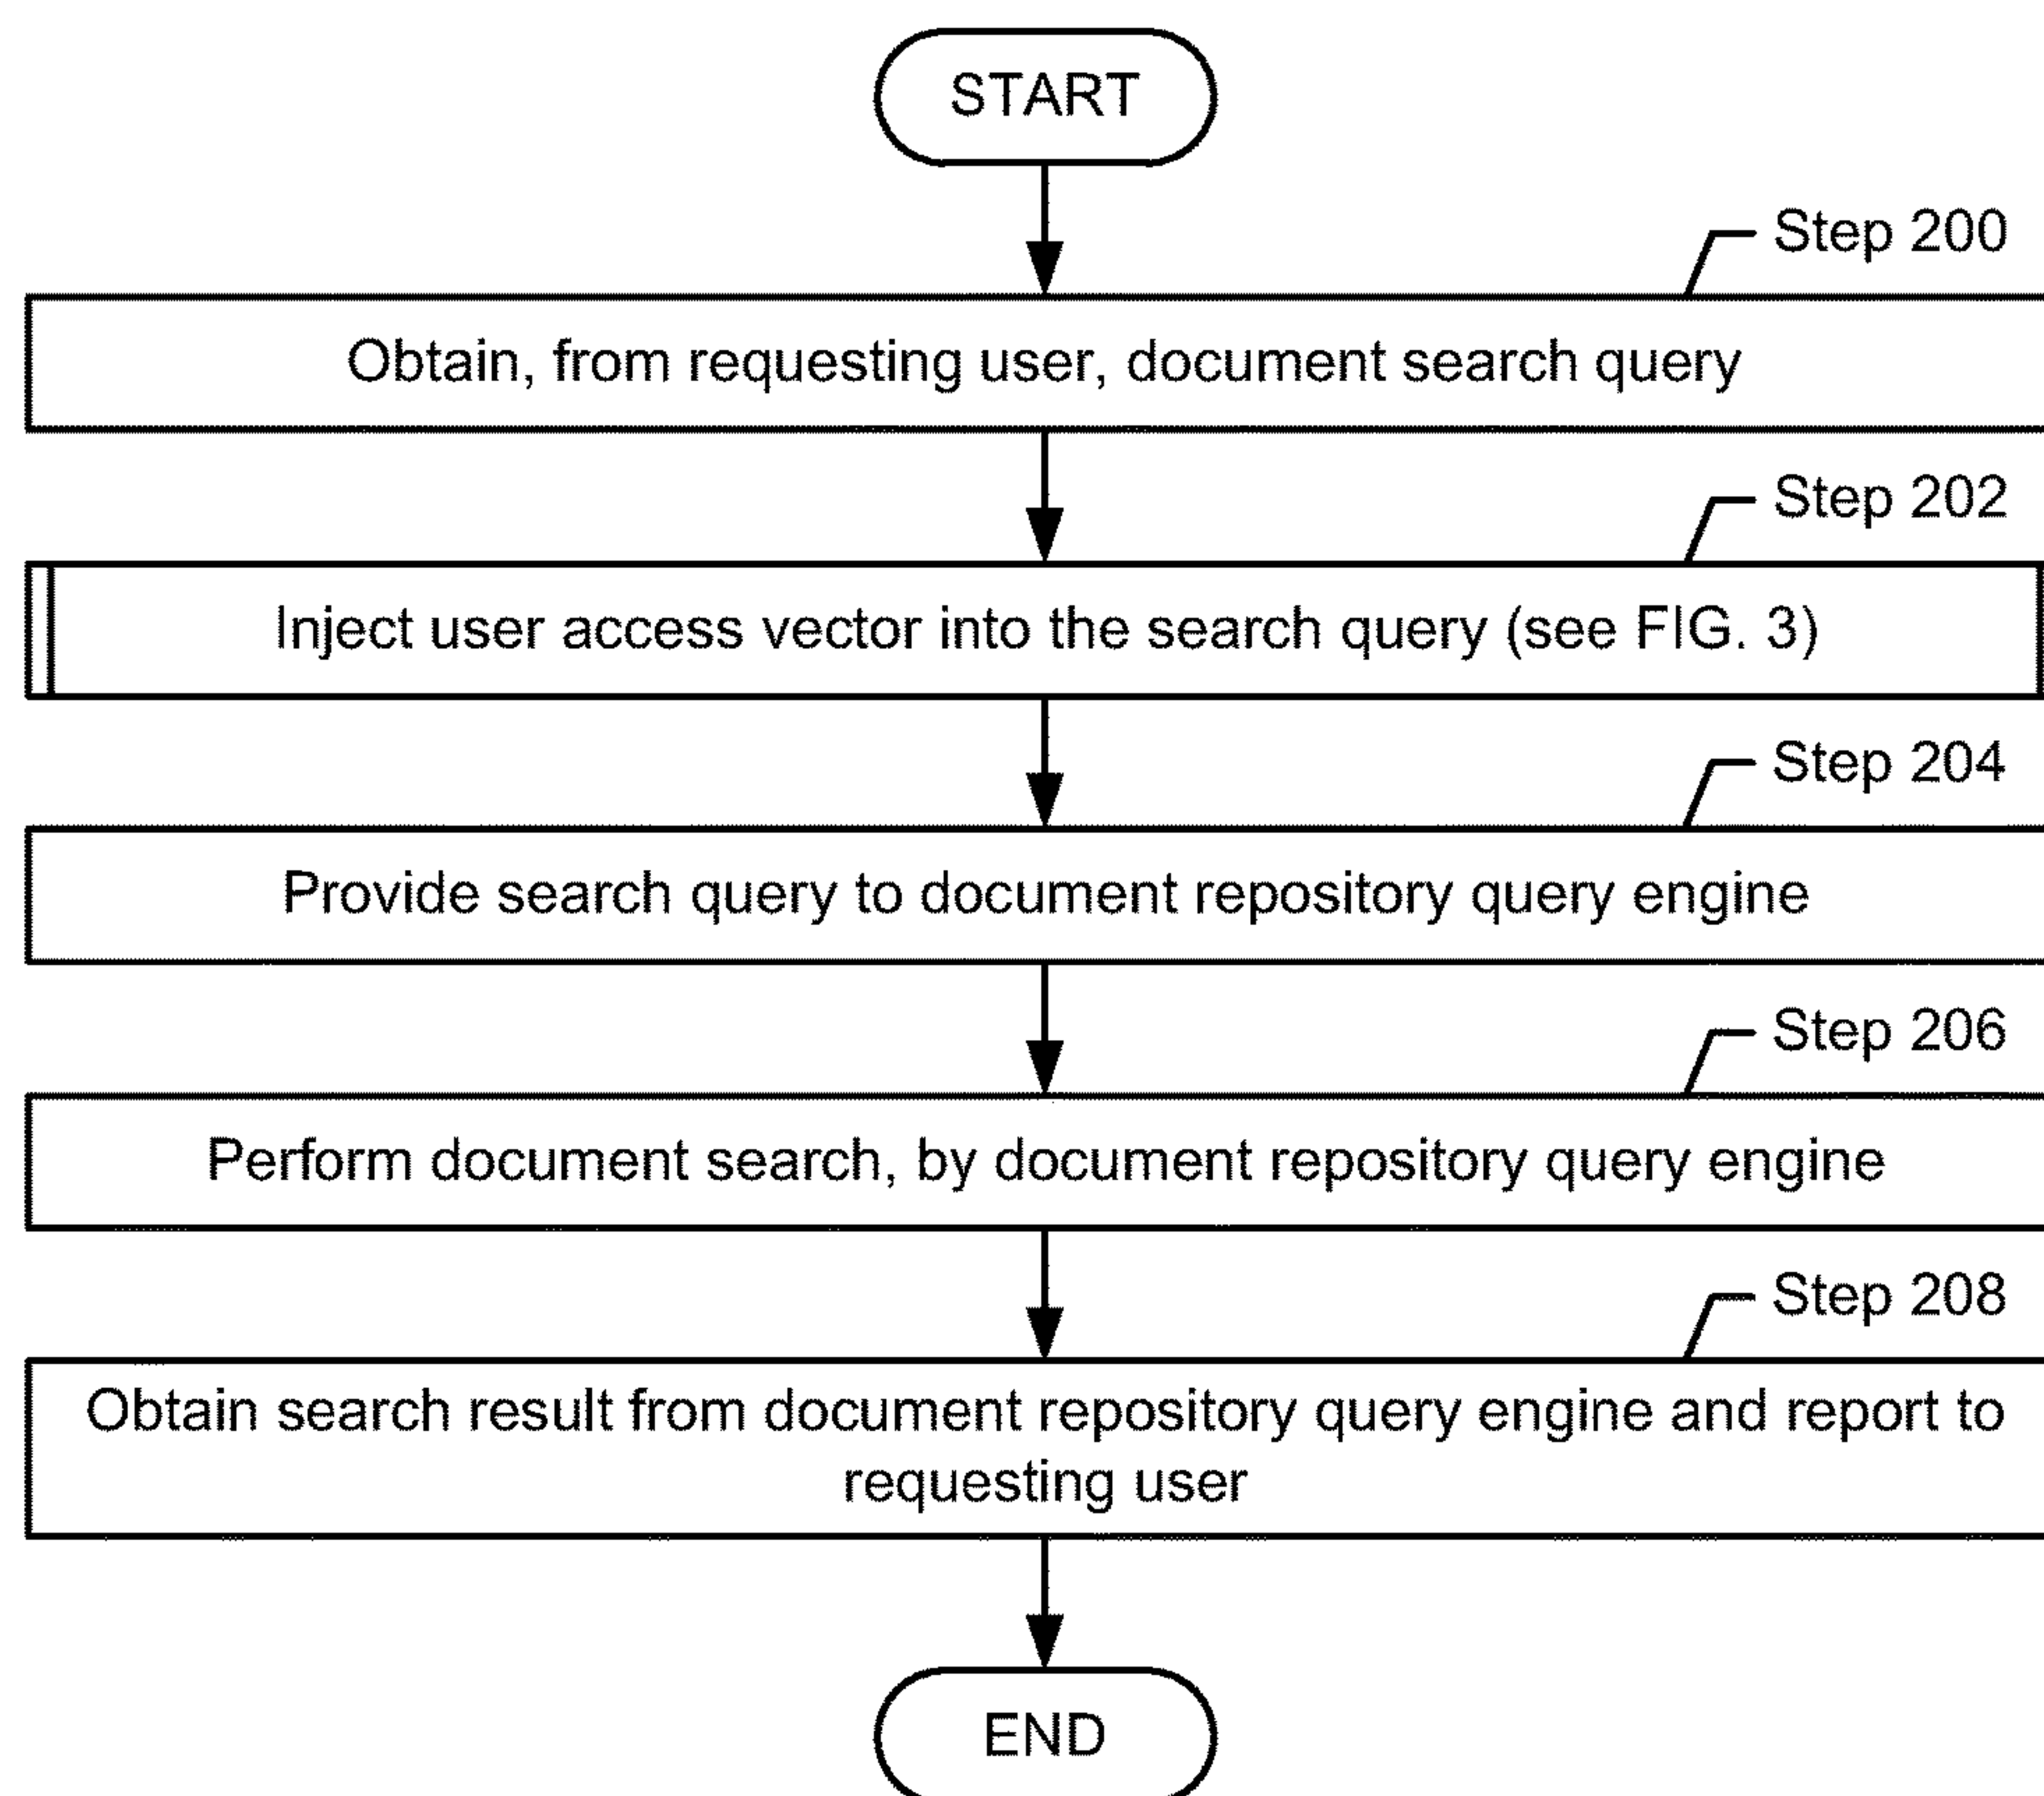 START
Step 200
Obtain, from requesting user, document search query
Step 202
Inject user access vector into the search query (see FIG. 3)
Step 204
Provide search query to document repository query engine
Step 206
Perform document search, by document repository query engine
Step 208
Obtain search result from document repository query engine and report to
requesting user
END